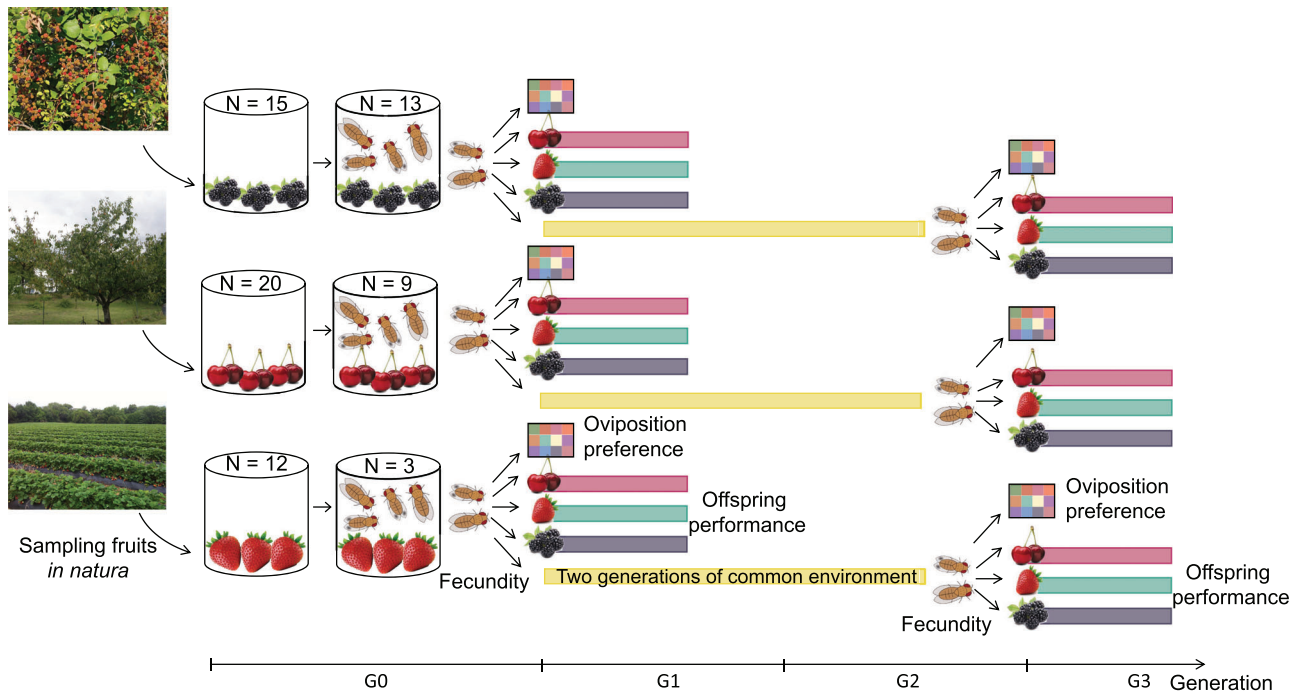 N = 15
N = 13
N = 20
N = 9
Oviposition
preference
N = 12
N = 3
Offspring
performance
Sampling fruits
in natura
Fecundity
Two generations of common environment
Oviposition
preference
Offspring
performance
Fecundity
G0
G1
G2
G3
Generation